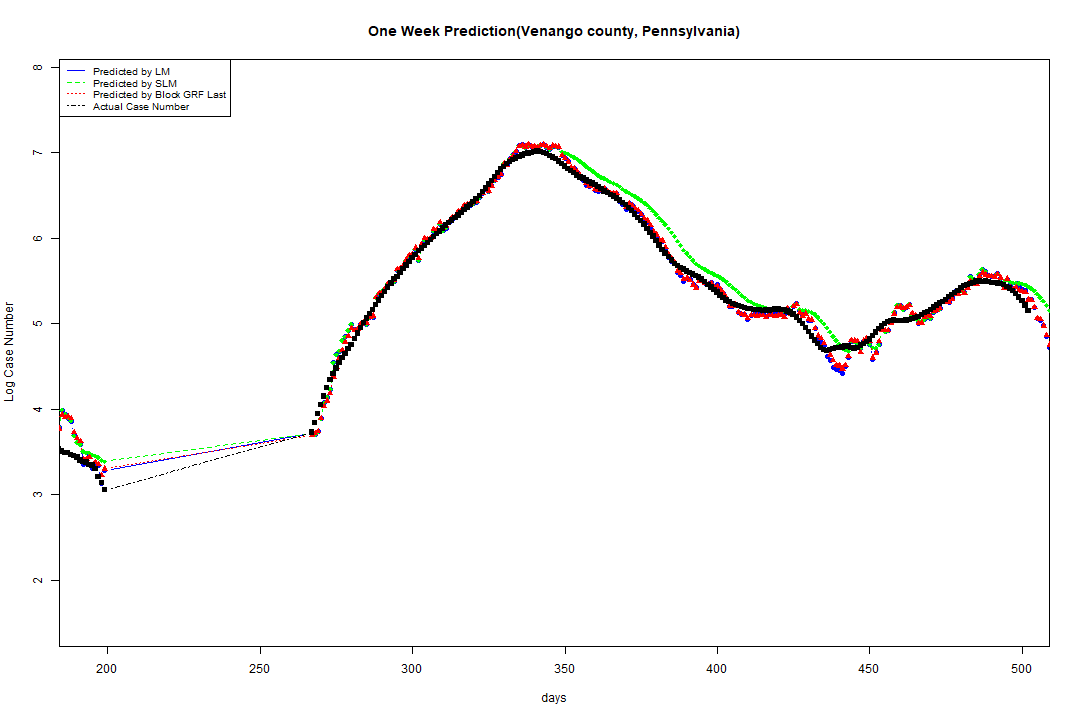 One Week Prediction(Venango county, Pennsylvania)
Predicted by LM
Predicted by SLM
Predicted by Block GRF Last
Actual Case Number
Log Case Number
8
7
6
5
4
3
2
200 250 300 350 400 450 500
days